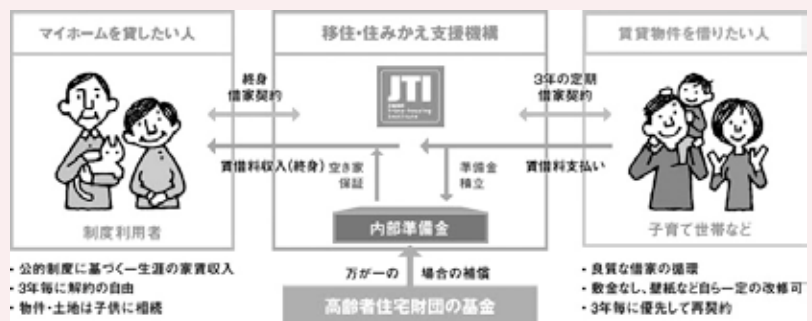 マイホームを貸したい人
移住・住みかえ支援機構
賃貸物件を借りたい人
終身
借家契約
JTI
3年の定期
借家契約
賃借料収入(終身)
空き家
保証
準備金
積立
賃借料支払い
制度利用者
内部準備金
子育て世帯など
・公的制度に基づく一生涯の家賃収入
・3年毎に解約の自由
・物件・土地は子供に相続
万が一の 場合の補償
高齢者住宅財団の基金
・良質な借家の循環
・敷金なし、壁紙など自ら一定の改修可
・3年毎に優先して再契約